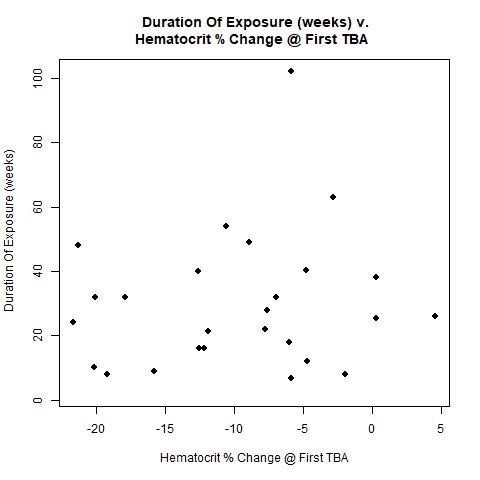 Duration Of Exposure (weeks) v.
Hematocrit % Change @ First TBA
Duration Of Exposure (weeks)
100
80
60
40
20
0
-20 -15 -10 -5 0 5
Hematocrit % Change @ First TBA